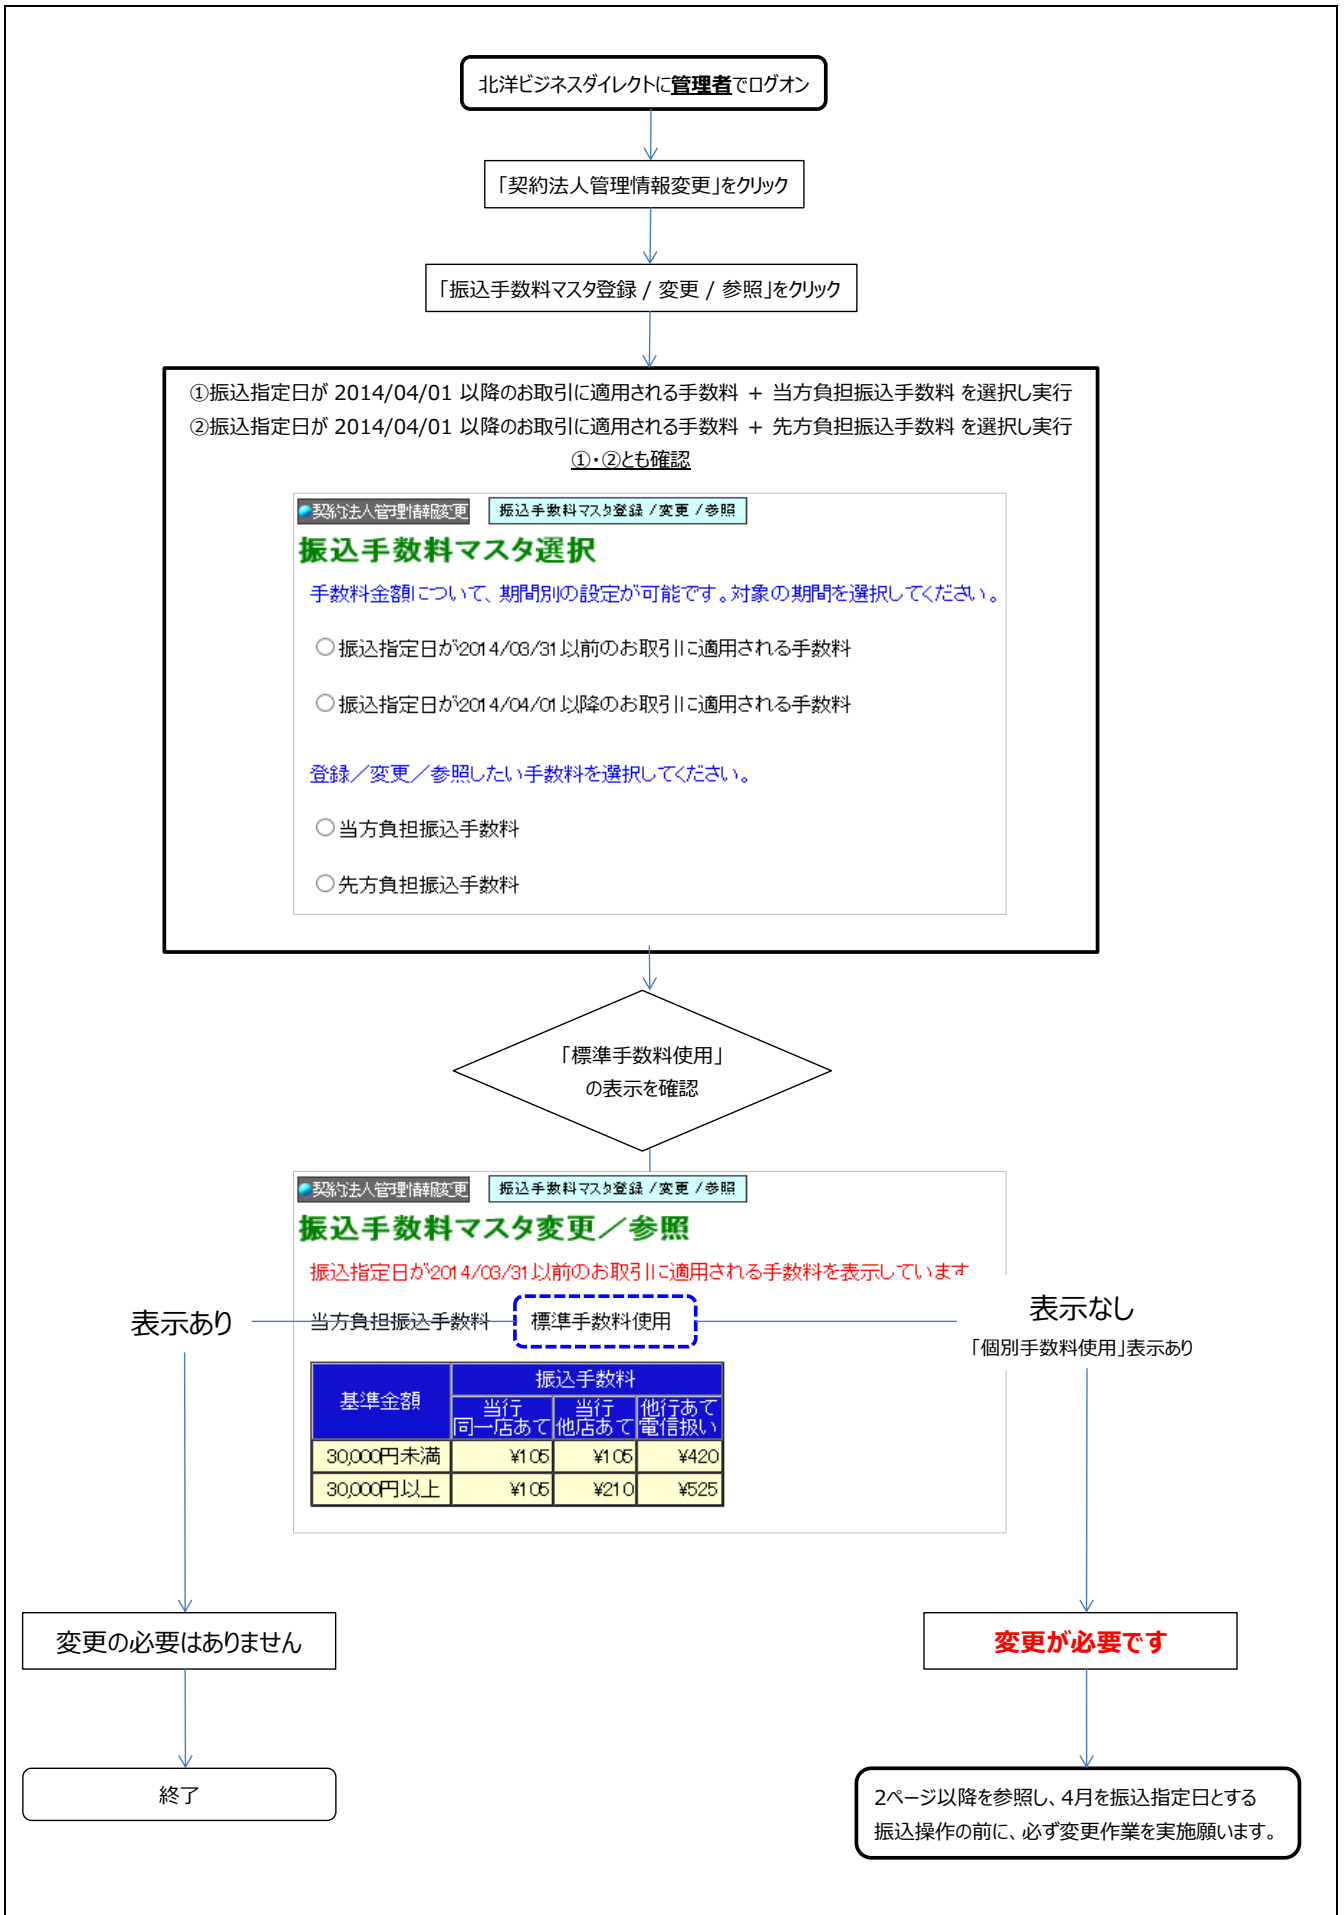 北洋ビジネスダイレクトに管理者でログオン
「契約法人管理情報変更」をクリック
「振込手数料マスタ登録 / 変更 / 参照」をクリック
①振込指定日が 2014/04/01 以降のお取引に適用される手数料 + 当方負担振込手数料 を選択し実行
②振込指定日が 2014/04/01 以降のお取引に適用される手数料 + 先方負担振込手数料 を選択し実行
①・②とも確認
契約法人管理情報変更 振込手数料マスタ登録 / 変更 / 参照
振込手数料マスタ選択
手数料金額について、期間別の設定が可能です。対象の期間を選択してください。
振込指定日が2014/03/31以前のお取引に適用される手数料
振込指定日が2014/04/01以降のお取引に適用される手数料
登録／変更／参照したい手数料を選択してください。
当方負担振込手数料
先方負担振込手数料
「標準手数料使用」
の表示を確認
契約法人管理情報変更 振込手数料マスタ登録 / 変更 / 参照
振込手数料マスタ変更／参照
振込指定日が2014/03/31以前のお取引に適用される手数料を表示しています
表示あり
当方負担振込手数料 標準手数料使用
表示なし
「個別手数料使用」表示あり
基準金額 振込手数料
当行 当行 他行あて
同一店あて 他店あて 電信扱い
30,000円未満 ¥105 ¥105 ¥420
30,000円以上 ¥105 ¥210 ¥525
変更の必要はありません
変更が必要です
終了
2ページ以降を参照し、4月を振込指定日とする
振込操作の前に、必ず変更作業を実施願います。